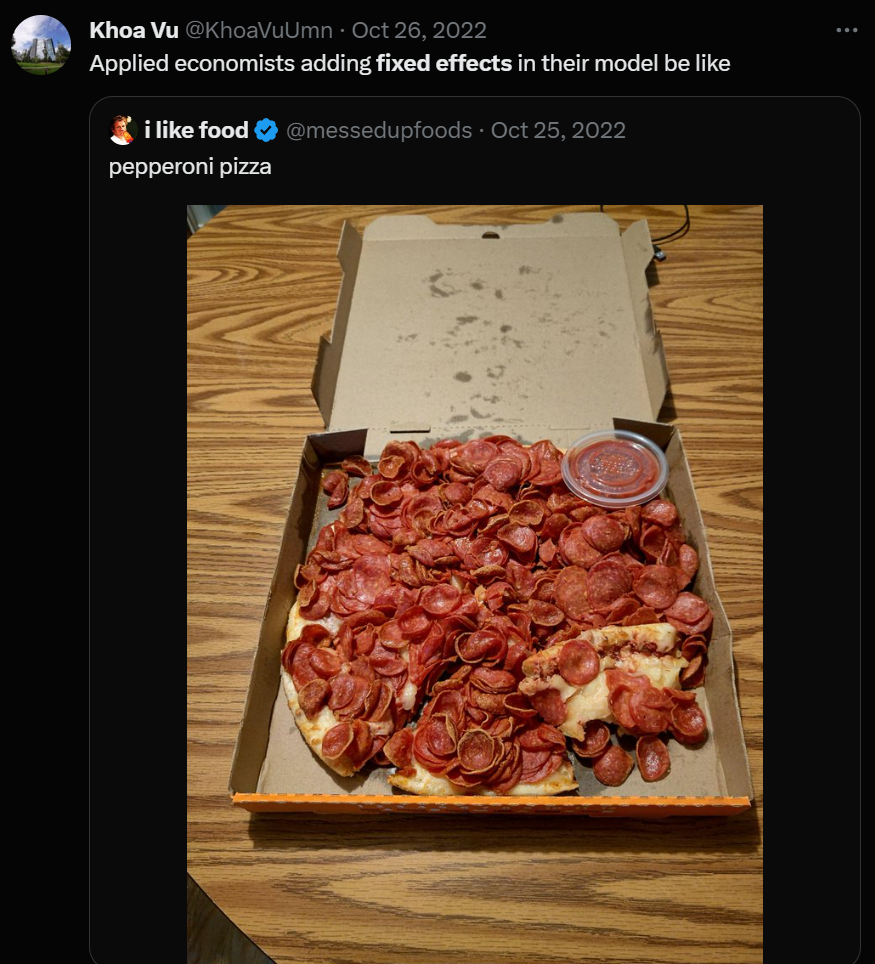 Khoa Vu @KhoaVuUmn · Oct 26, 2022
Applied economists adding fixed effects in their model be like
i like food @messedupfoods · Oct 25, 2022
pepperoni pizza